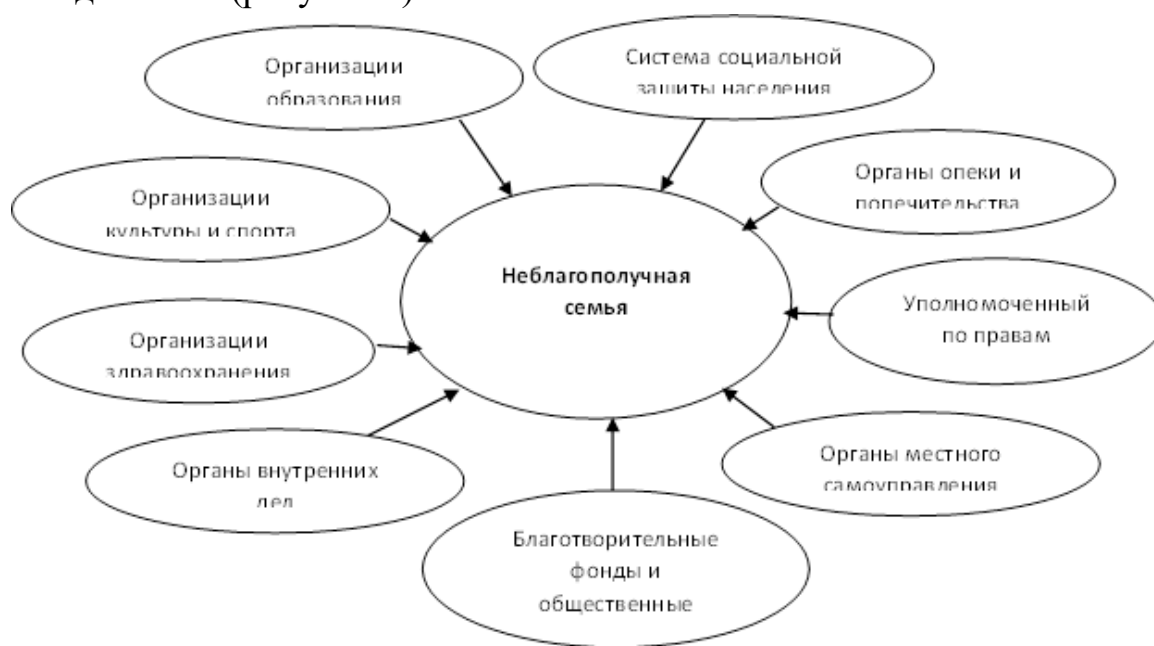 Организации
образования
Система социальной
защиты населения
Организации
культуры и спорта
Органы опеки и
попечительства
Неблагополучная
семья
Уполномоченный
по правам
Организации
здравоохранения
Органы местного
самоуправления
Органы внутренних
дел
Благотворительные
фонды и
общественные